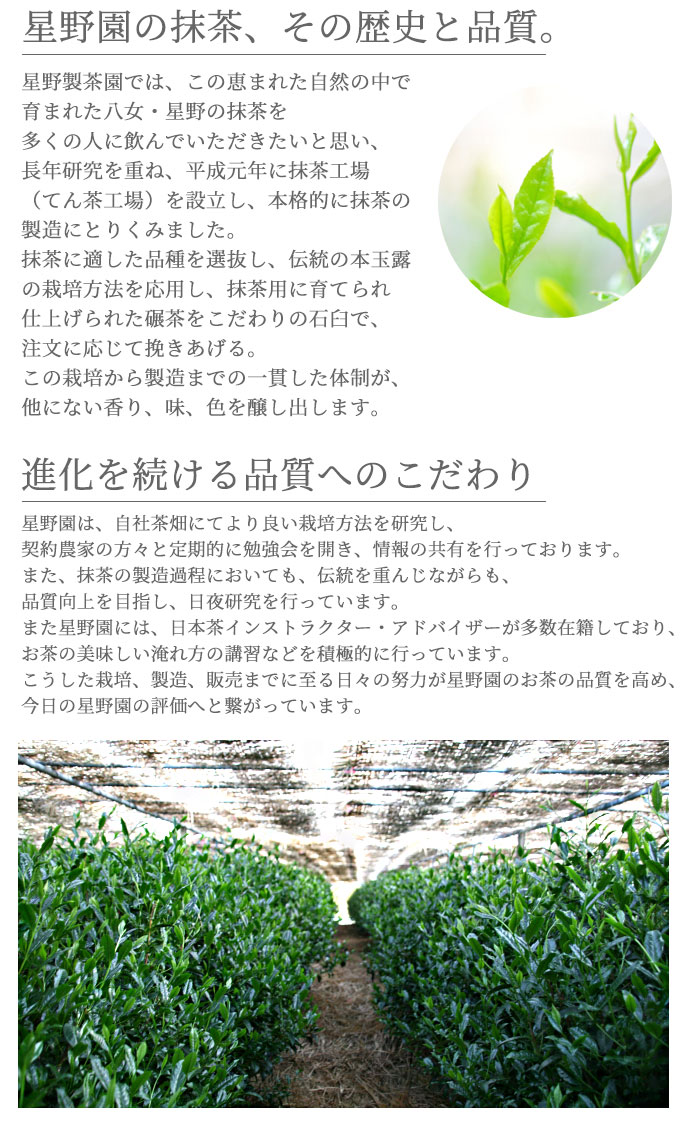 星野園の抹茶、その歴史と品質。
星野製茶園では、この恵まれた自然の中で
育まれた八女・星野の抹茶を
多くの人に飲んでいただきたいと思い、
長年研究を重ね、平成元年に抹茶工場
（てん茶工場）を設立し、本格的に抹茶の
製造にとりくみました。
抹茶に適した品種を選抜し、伝統の本玉露
の栽培方法を応用し、抹茶用に育てられ
仕上げられた碾茶をこだわりの石臼で、
注文に応じて挽きあげる。
この栽培から製造までの一貫した体制が、
他にない香り、味、色を醸し出します。
進化を続ける品質へのこだわり
星野園は、自社茶畑にてより良い栽培方法を研究し、
契約農家の方々と定期的に勉強会を開き、情報の共有を行っております。
また、抹茶の製造過程においても、伝統を重んじながらも、
品質向上を目指し、日夜研究を行っています。
また星野園には、日本茶インストラクター・アドバイザーが多数在籍しており、
お茶の美味しい淹れ方の講習などを積極的に行っています。
こうした栽培、製造、販売までに至る日々の努力が星野園のお茶の品質を高め、
今日の星野園の評価へと繋がっています。